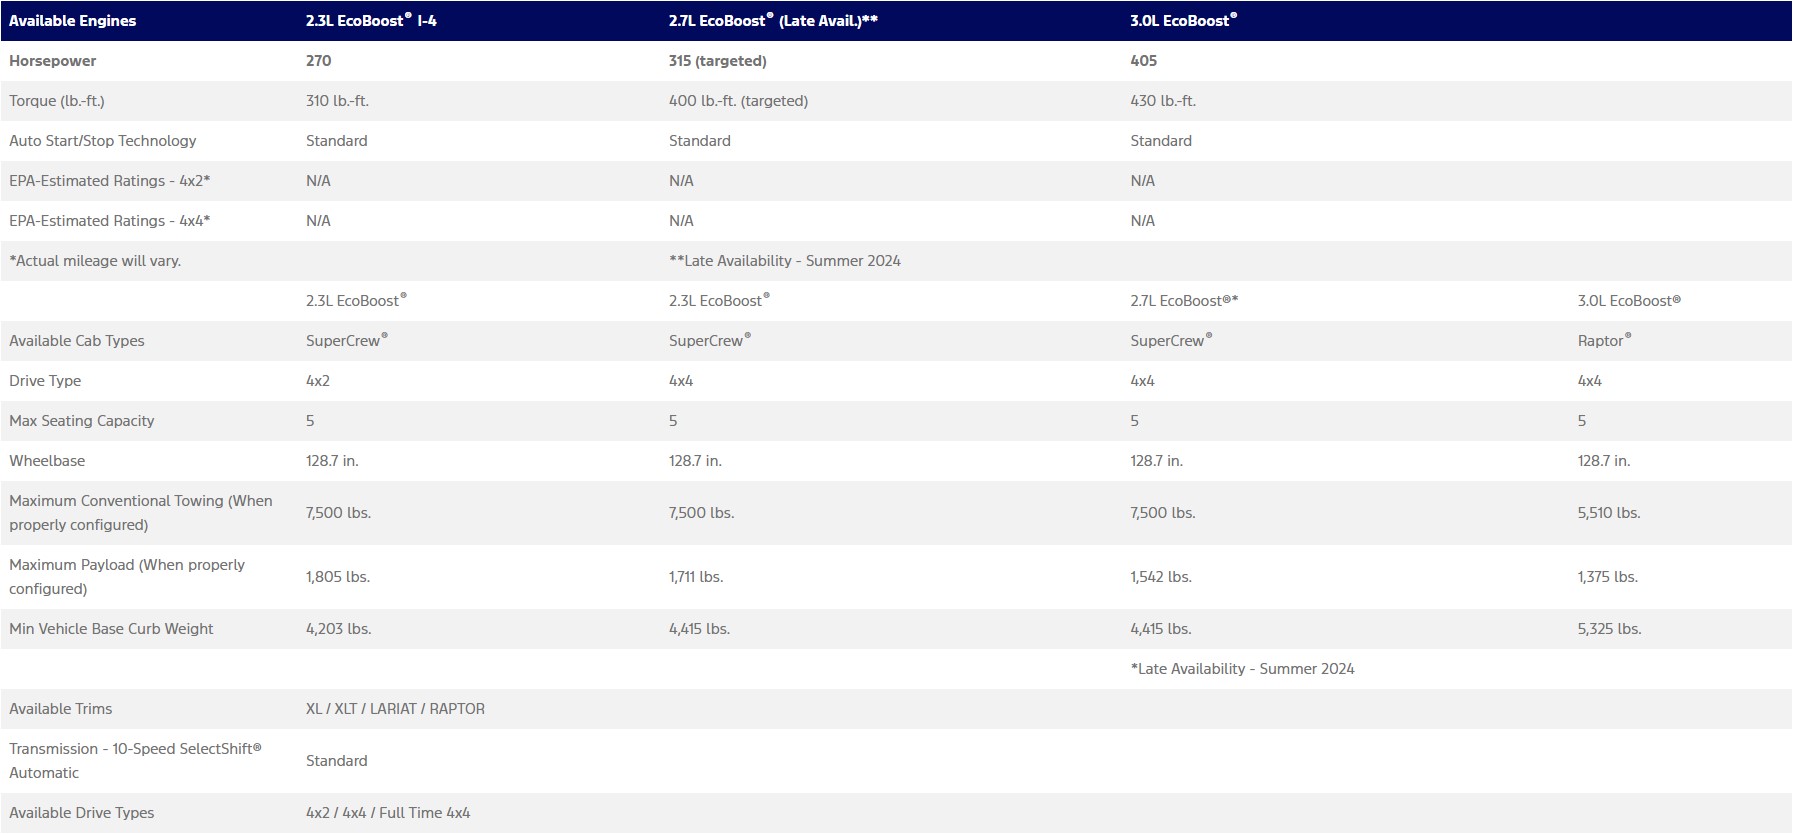 Available Engines 2.3L EcoBoost® I-4 2.7L EcoBoost® (Late Avail.)** 3.0L EcoBoost®
Horsepower 270 315 (targeted) 405
Torque (lb.-ft.) 310 lb.-ft. 400 lb.-ft. (targeted) 430 lb.-ft.
Auto Start/Stop Technology Standard Standard Standard
EPA-Estimated Ratings - 4x2* N/A N/A N/A
EPA-Estimated Ratings - 4x4* N/A N/A N/A
*Actual mileage will vary. **Late Availability - Summer 2024
2.3L EcoBoost® 2.3L EcoBoost® 2.7L EcoBoost®* 3.0L EcoBoost®
Available Cab Types SuperCrew® SuperCrew® SuperCrew® Raptor®
Drive Type 4x2 4x4 4x4 4x4
Max Seating Capacity 5 5 5 5
Wheelbase 128.7 in. 128.7 in. 128.7 in. 128.7 in.
Maximum Conventional Towing (When
properly configured) 7,500 lbs. 7,500 lbs. 7,500 lbs. 5,510 lbs.
Maximum Payload (When properly
configured) 1,805 lbs. 1,711 lbs. 1,542 lbs. 1,375 lbs.
Min Vehicle Base Curb Weight 4,203 lbs. 4,415 lbs. 4,415 lbs. 5,325 lbs.
*Late Availability - Summer 2024
Available Trims XL / XLT / LARIAT / RAPTOR
Transmission - 10-Speed SelectShift®
Automatic Standard
Available Drive Types 4x2 / 4x4 / Full Time 4x4